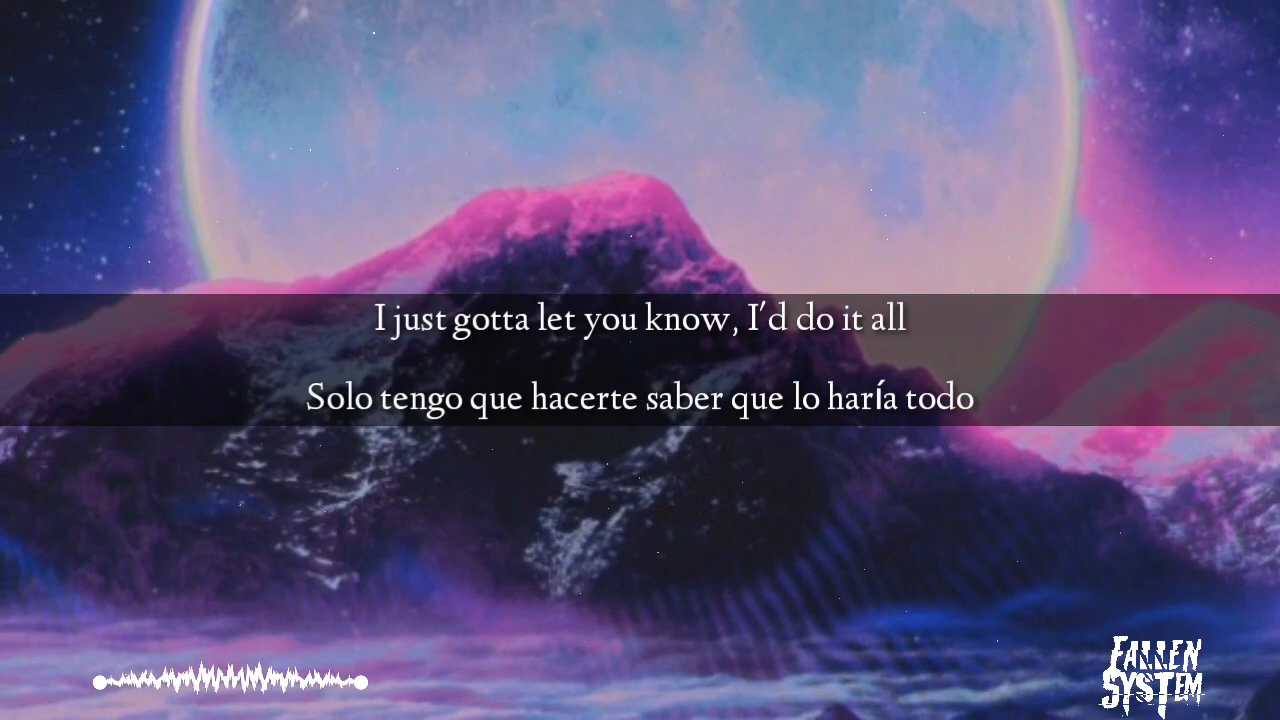 I just gotta let you know, I'd do it all
Solo tengo que hacerte saber que lo haría todo
FALLEN
SYSTEM